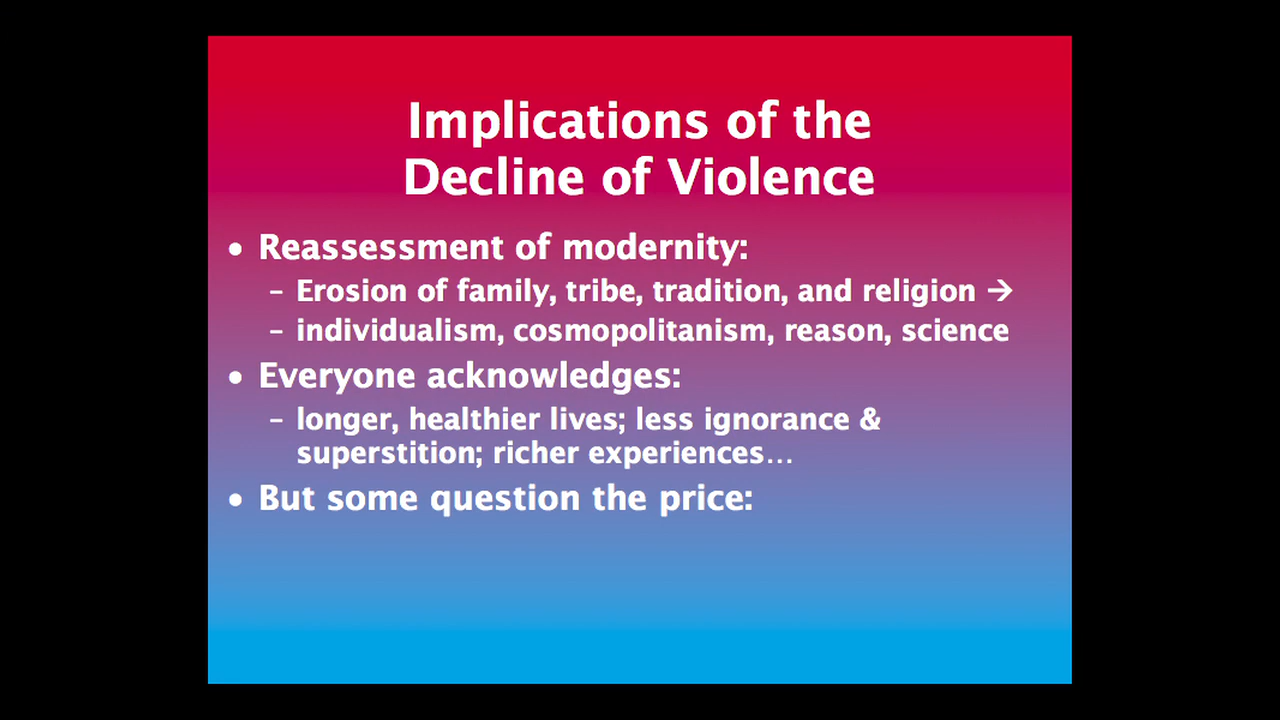 Implications of the
Decline of Violence
• Reassessment of modernity:
– Erosion of family, tribe, tradition, and religion →
– individualism, cosmopolitanism, reason, science
• Everyone acknowledges:
– longer, healthier lives; less ignorance &
superstition; richer experiences…
• But some question the price: